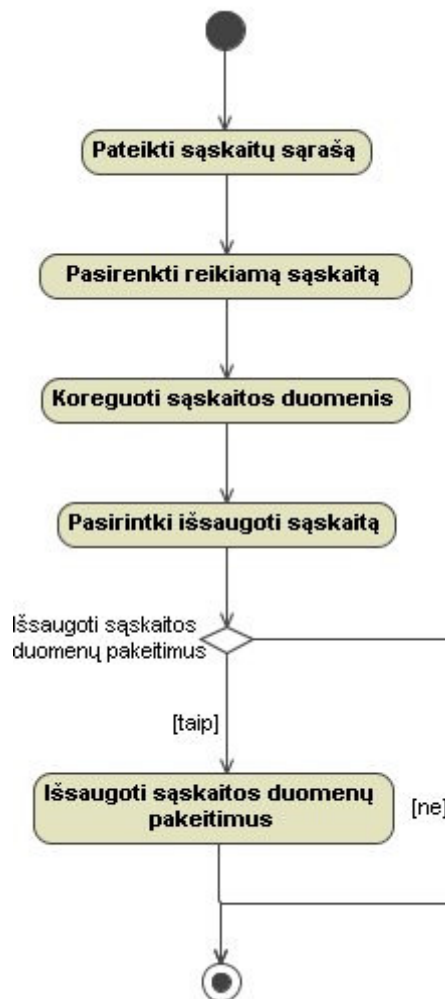 Pateikti sąskaitų sąrašą
Pasirenkti reikiamą sąskaitą
Koreguoti sąskaitos duomenis
Pasirintki išsaugoti sąskaitą
Išsaugoti sąskaitos
duomenų pakeitimus
[taip]
Išsaugoti sąskaitos duomenų
pakeitimus
[ne]